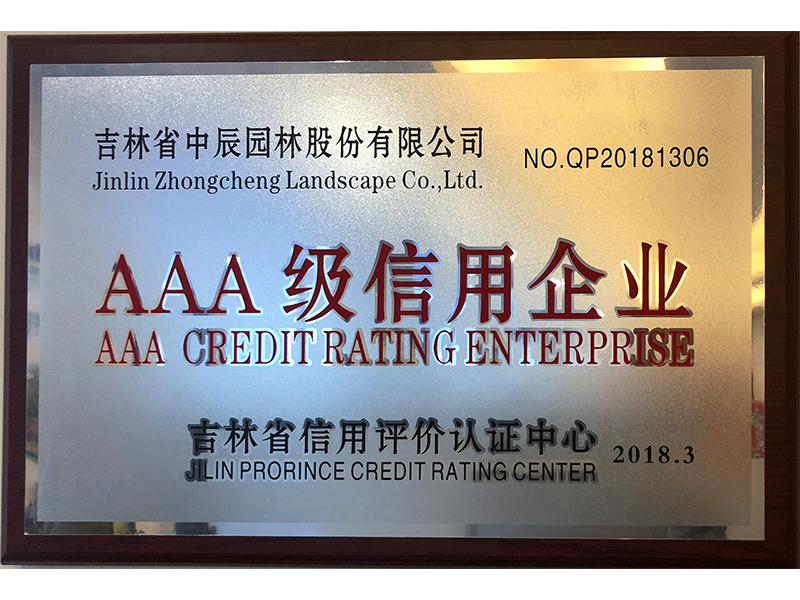 吉林省中辰园林股份有限公司
Jinlin Zhongcheng Landscape Co.,Ltd.
NO.QP20181306
AAA 级信用企业
AAA CREDIT RATING ENTERPRISE
吉林省信用评价认证中心
JILIN PRORINCE CREDIT RATING CENTER
2018.3